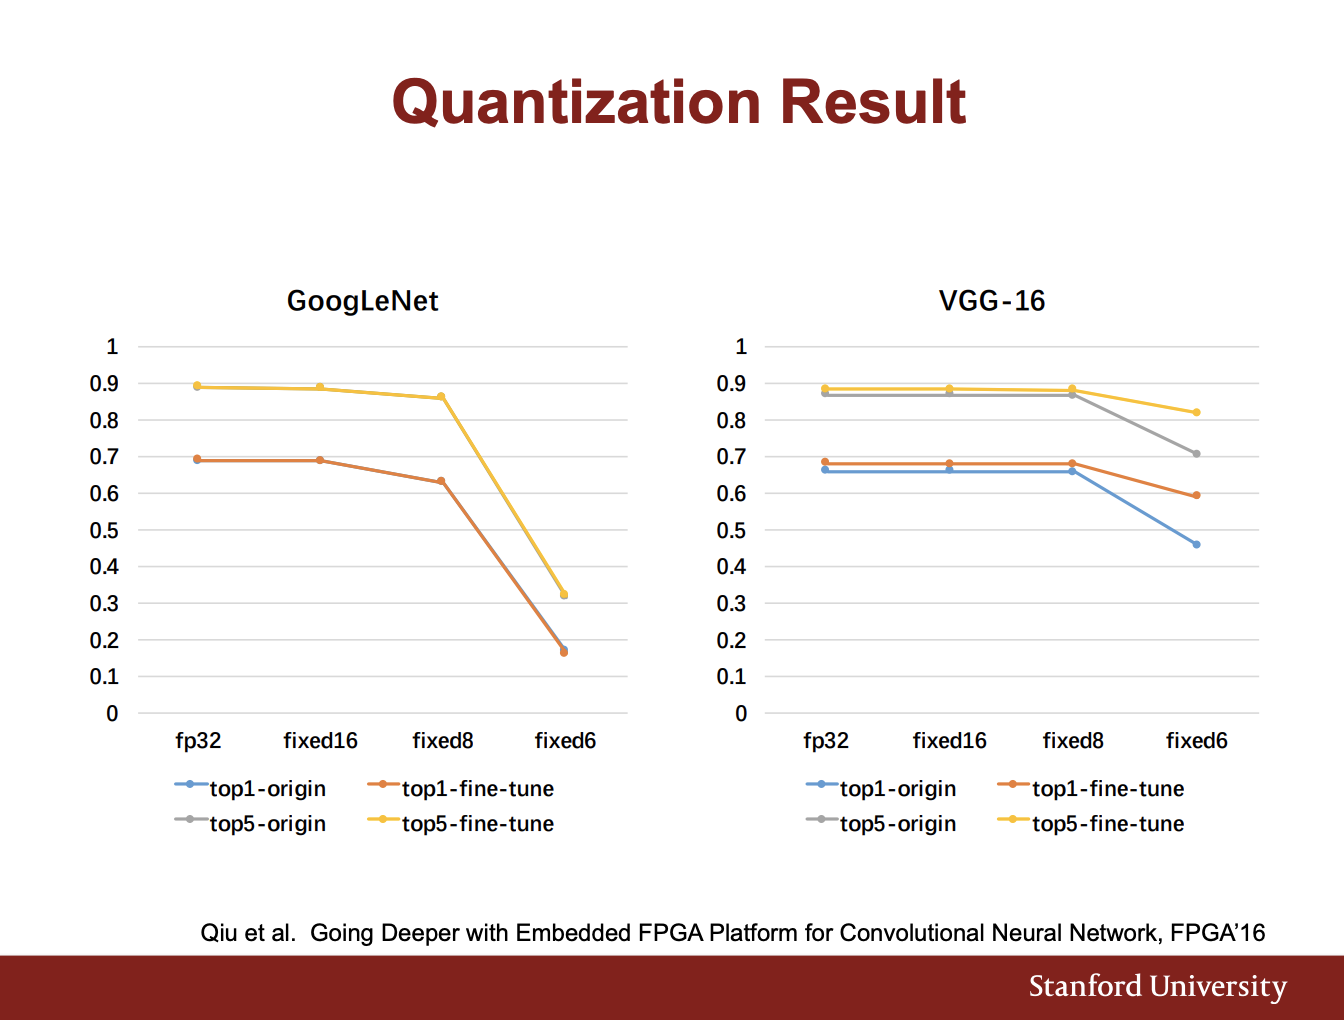 Quantization Result
GoogLeNet
1
0.9
0.8
0.7
0.6
0.5
0.4
0.3
0.2
0.1
0
fp32 fixed16 fixed8 fixed6
top1-origin top1-fine-tune
top5-origin top5-fine-tune
VGG-16
1
0.9
0.8
0.7
0.6
0.5
0.4
0.3
0.2
0.1
0
fp32 fixed16 fixed8 fixed6
top1-origin top1-fine-tune
top5-origin top5-fine-tune
Qiu et al. Going Deeper with Embedded FPGA Platform for Convolutional Neural Network, FPGA’16
Stanford University